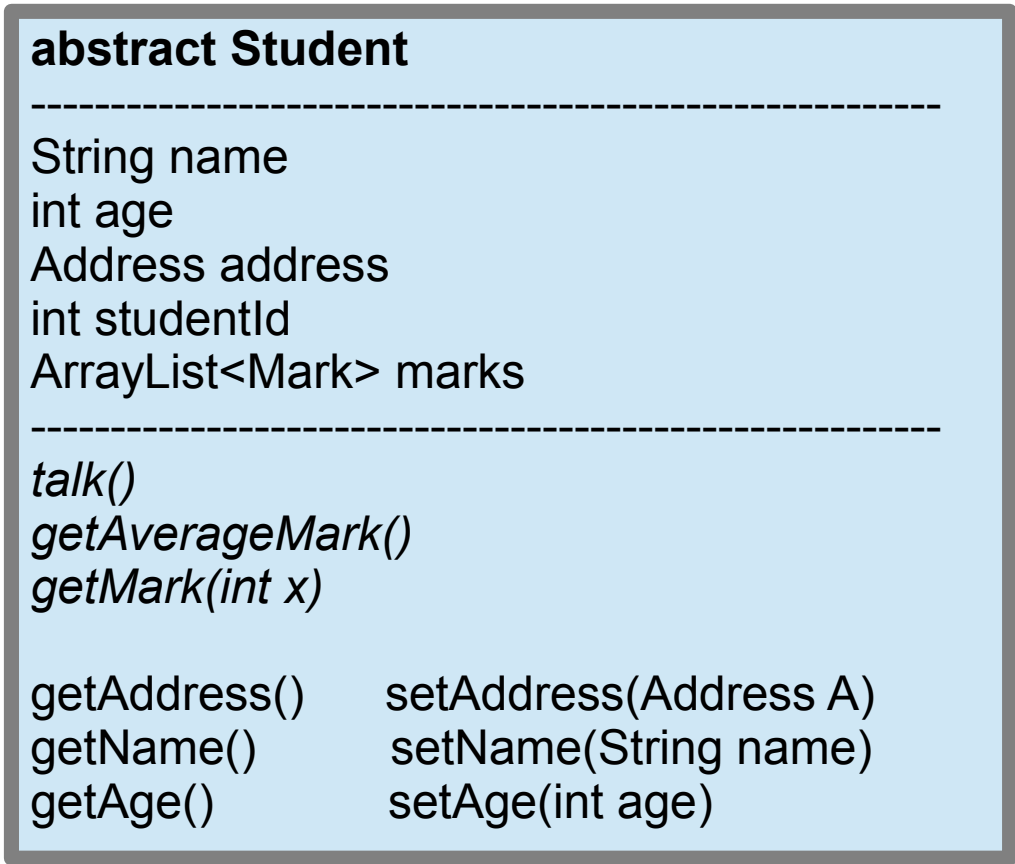 abstract Student
---------------------------------------------------------
String name
int age
Address address
int studentId
ArrayList<Mark> marks
---------------------------------------------------------
talk()
getAverageMark()
getMark(int x)
getAddress() setAddress(Address A)
getName() setName(String name)
getAge() setAge(int age)